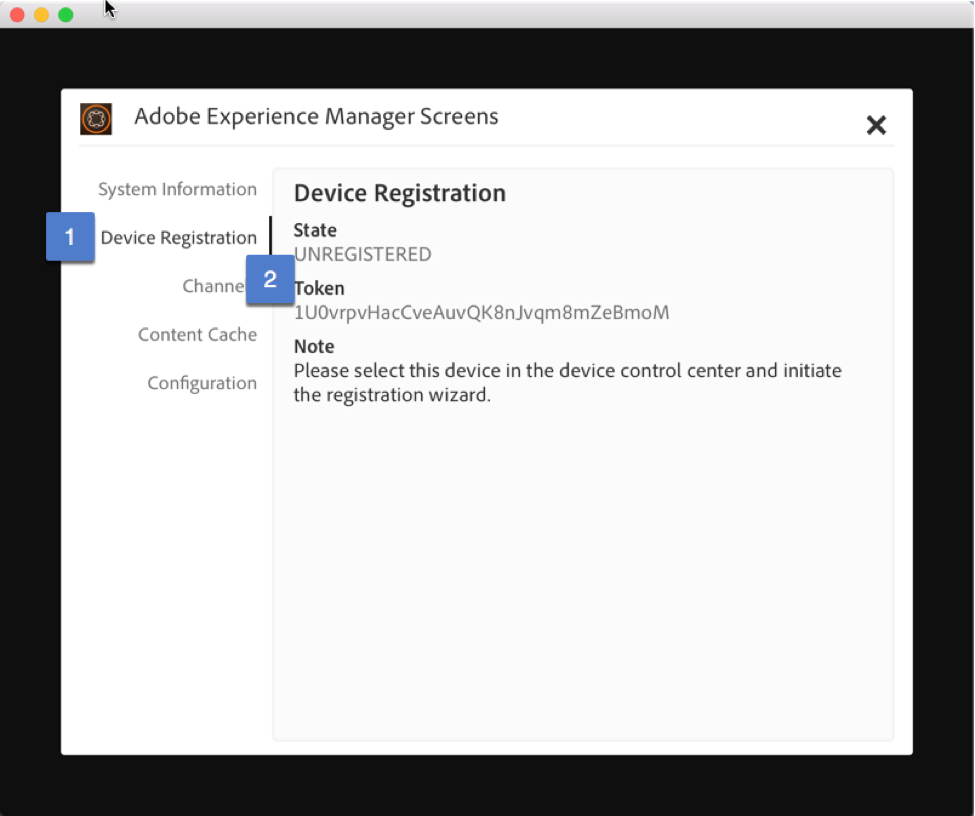 Adobe Experience Manager Screens
System Information
1
Device Registration
2
Content Cache
Configuration
Device Registration
State
UNREGISTERED
Token
1U0vrpvHacCveAuvQK8nJvqm8mZeBmoM
Note
Please select this device in the device control center and initiate
the registration wizard.